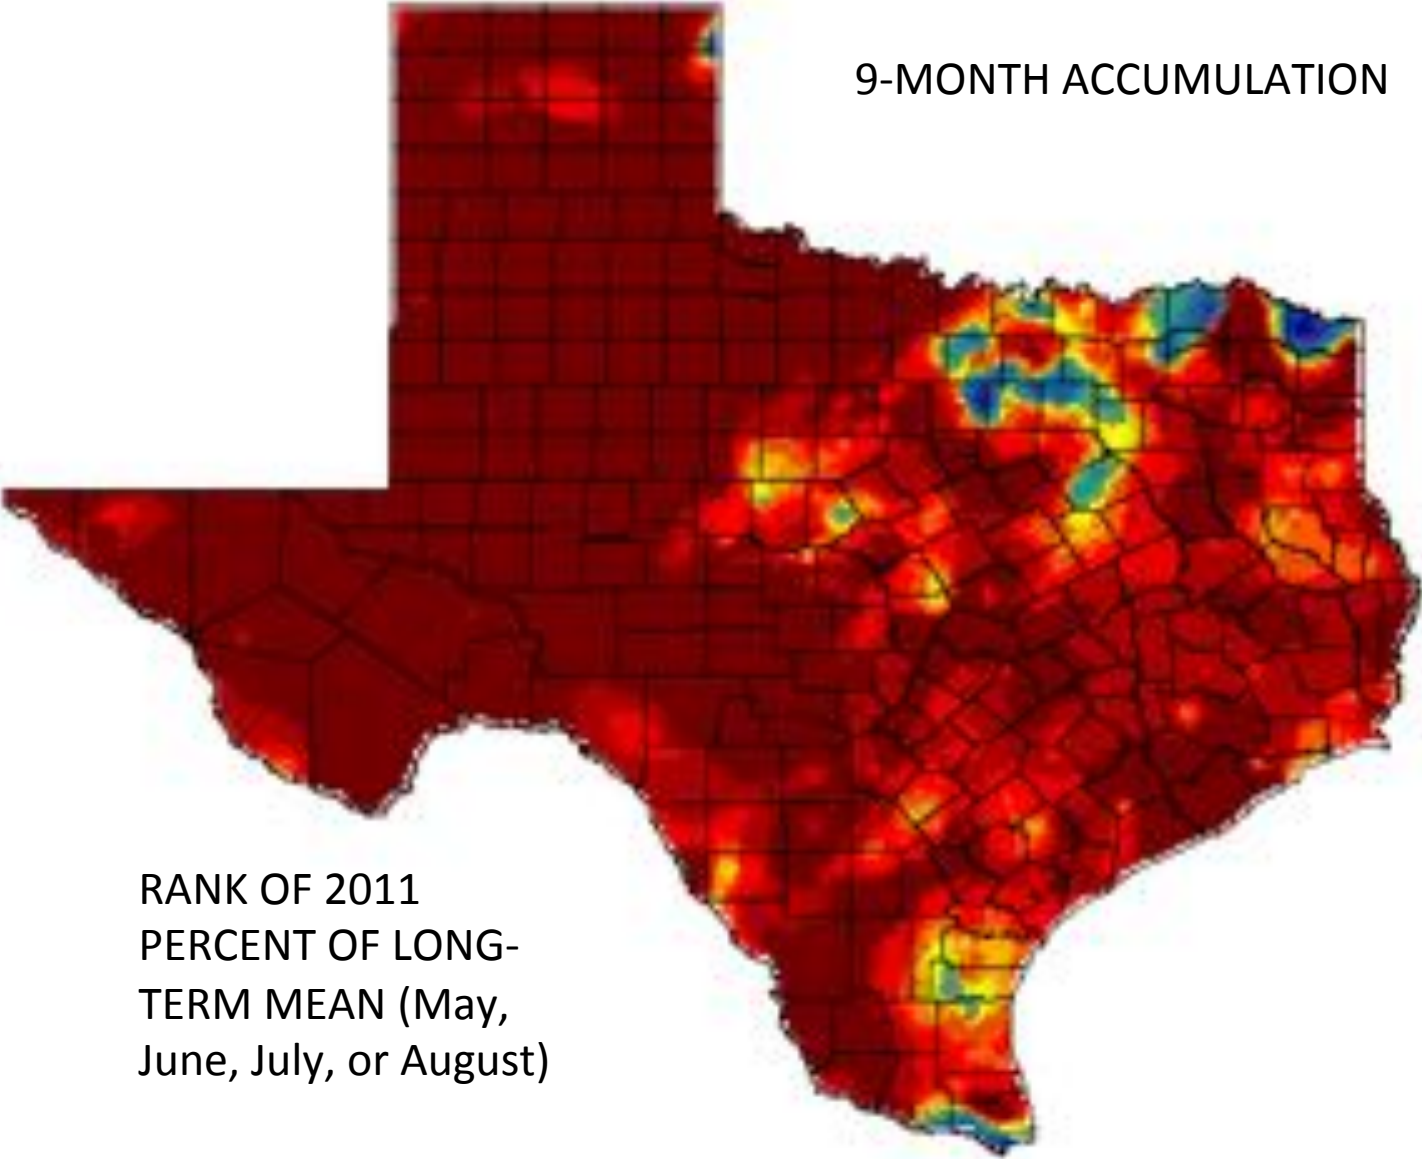 9-MONTH ACCUMULATION
RANK OF 2011
PERCENT OF LONG-
TERM MEAN (May,
June, July, or August)